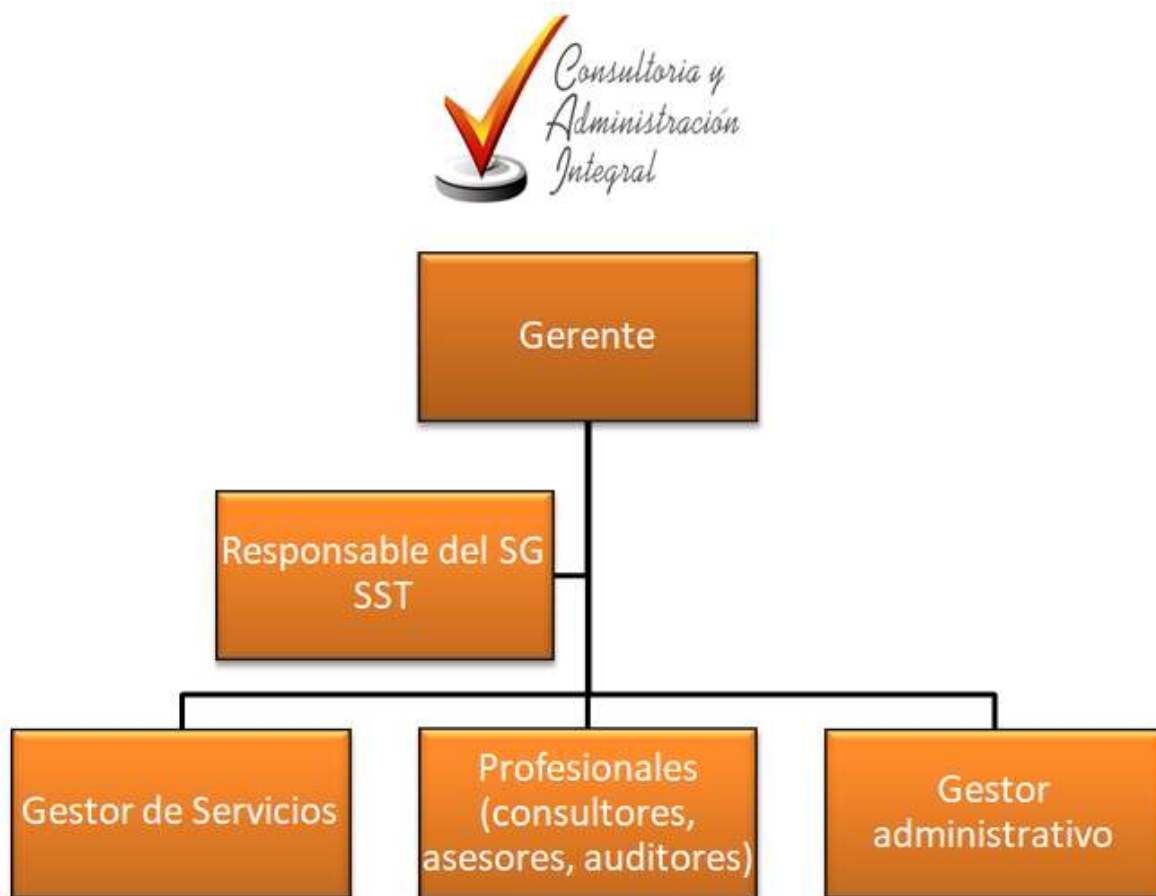 Consultoria y
Administración
Integral
Gerente
Responsable del SG
SST
Gestor de Servicios
Profesionales
(consultores,
asesores, auditores)
Gestor
administrativo